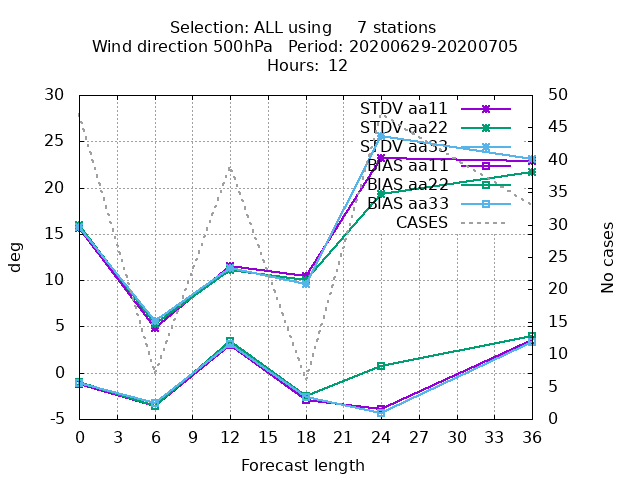 Selection: ALL using     7 stations
Wind direction 500hPa   Period: 20200629-20200705
Hours: 12
30 50
STDV aa11
45
STDV aa22
25
STDV aa33
40
BIAS aa11
20 35
BIAS aa22
BIAS aa33
30
CASES
15
25
deg No cases
10
20
5 15
10
0
5
-5 0
0 3 6 9 12 15 18 21 24 27 30 33 36
Forecast length